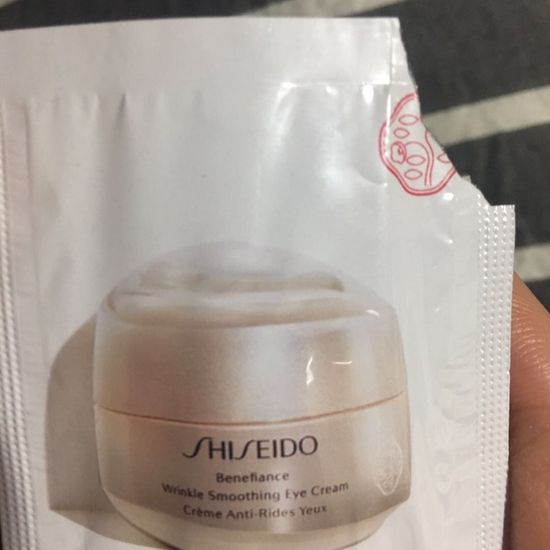 SHISEIDO
Benefiance
Wrinkle Smoothing Eye Cream
Crème Anti-Rides Yeux